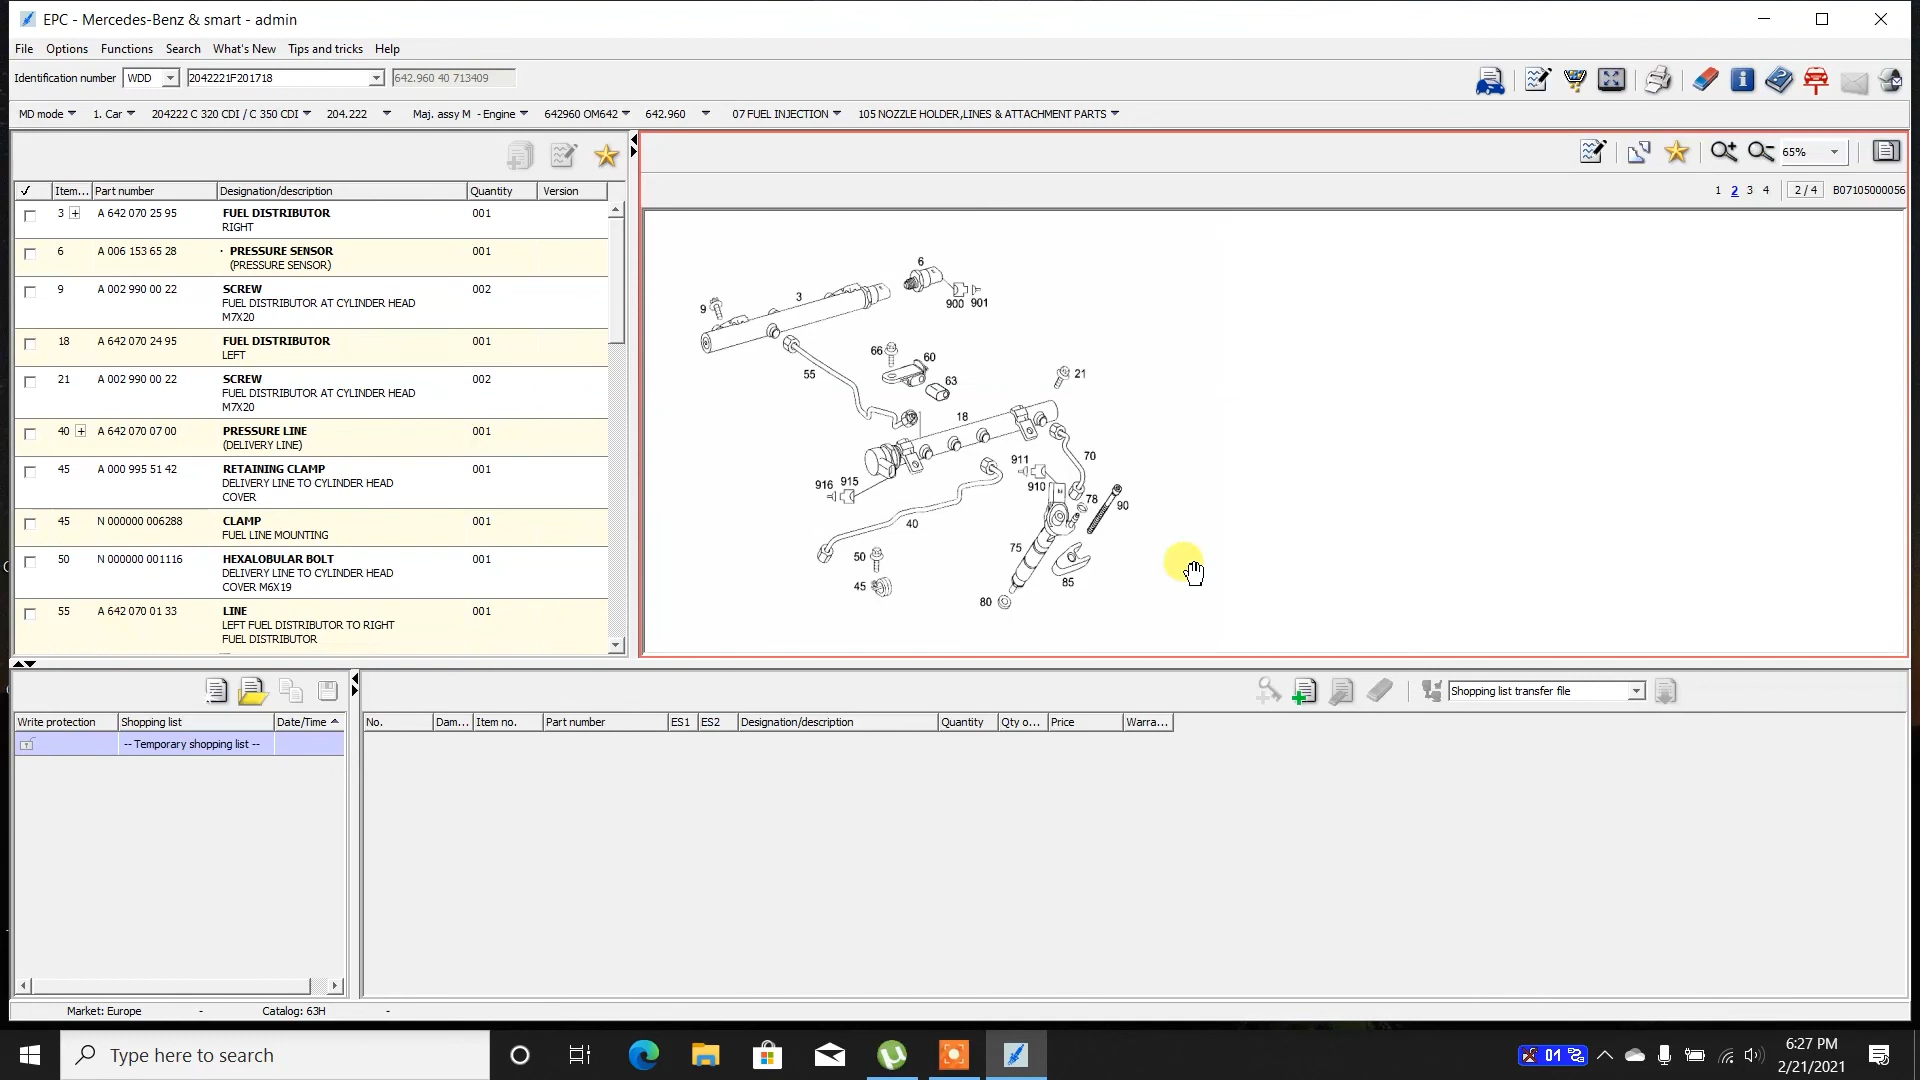 EPC - Mercedes-Benz & smart - admin
File Options Functions Search What's New Tips and tricks Help
Identification number WDD 2042221F201718 642.960 40 713409
MD mode 1. Car 204222 C 320 CDI / C 350 CDI 204.222 Maj. assy M - Engine 642960 OM642 642.960 07 FUEL INJECTION 105 NOZZLE HOLDER,LINES & ATTACHMENT PARTS
65%
1 2 3 4 2 / 4 B07105000056
Item... Part number Designation/description Quantity Version
3 A 642 070 25 95 FUEL DISTRIBUTOR 001
RIGHT
6 A 006 153 65 28 · PRESSURE SENSOR 001
(PRESSURE SENSOR)
9 A 002 990 00 22 SCREW 002
FUEL DISTRIBUTOR AT CYLINDER HEAD
M7X20
18 A 642 070 24 95 FUEL DISTRIBUTOR 001
LEFT
21 A 002 990 00 22 SCREW 002
FUEL DISTRIBUTOR AT CYLINDER HEAD
M7X20
40 A 642 070 07 00 PRESSURE LINE 001
(DELIVERY LINE)
45 A 000 995 51 42 RETAINING CLAMP 001
DELIVERY LINE TO CYLINDER HEAD
COVER
45 N 000000 006288 CLAMP 001
FUEL LINE MOUNTING
50 N 000000 001116 HEXALOBULAR BOLT 001
DELIVERY LINE TO CYLINDER HEAD
COVER M6X19
55 A 642 070 01 33 LINE 001
LEFT FUEL DISTRIBUTOR TO RIGHT
FUEL DISTRIBUTOR
6
3
9
900 901
66
60
55
63
21
18
70
911
916 915
910
78
90
40
75
50
85
45
80
Write protection Shopping list Date/Time
-- Temporary shopping list --
Shopping list transfer file
No. Dam... Item no. Part number ES1 ES2 Designation/description Quantity Qty o... Price Warra...
Market: Europe - Catalog: 63H -
Type here to search
01
6:27 PM
2/21/2021